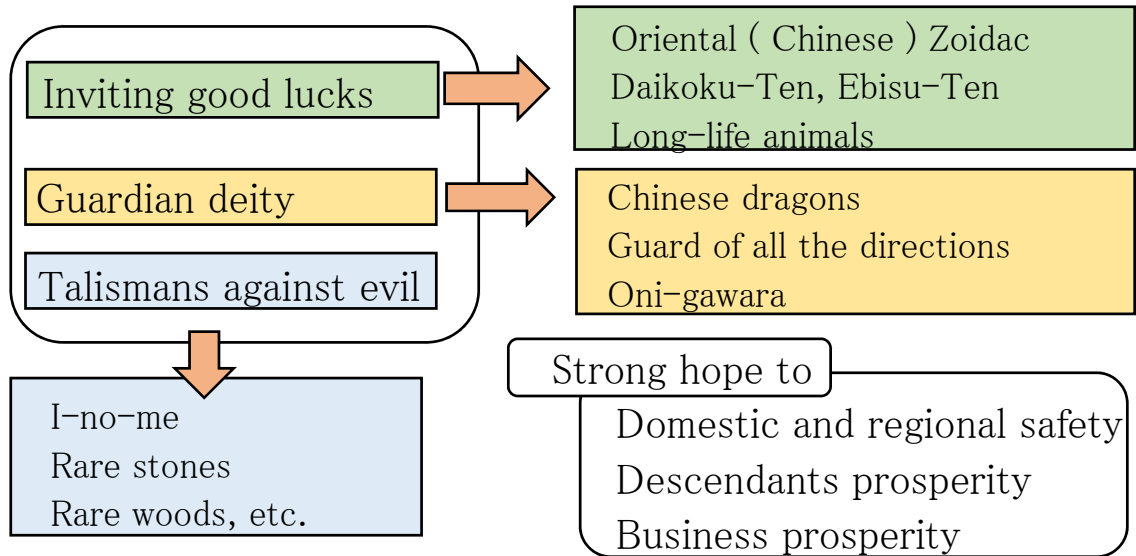 Inviting good lucks
Guardian deity
Talismans against evil
Oriental ( Chinese ) Zoidac
Daikoku-Ten, Ebisu-Ten
Long-life animals
Chinese dragons
Guard of all the directions
Oni-gawara
I-no-me
Rare stones
Rare woods, etc.
Strong hope to
Domestic and regional safety
Descendants prosperity
Business prosperity